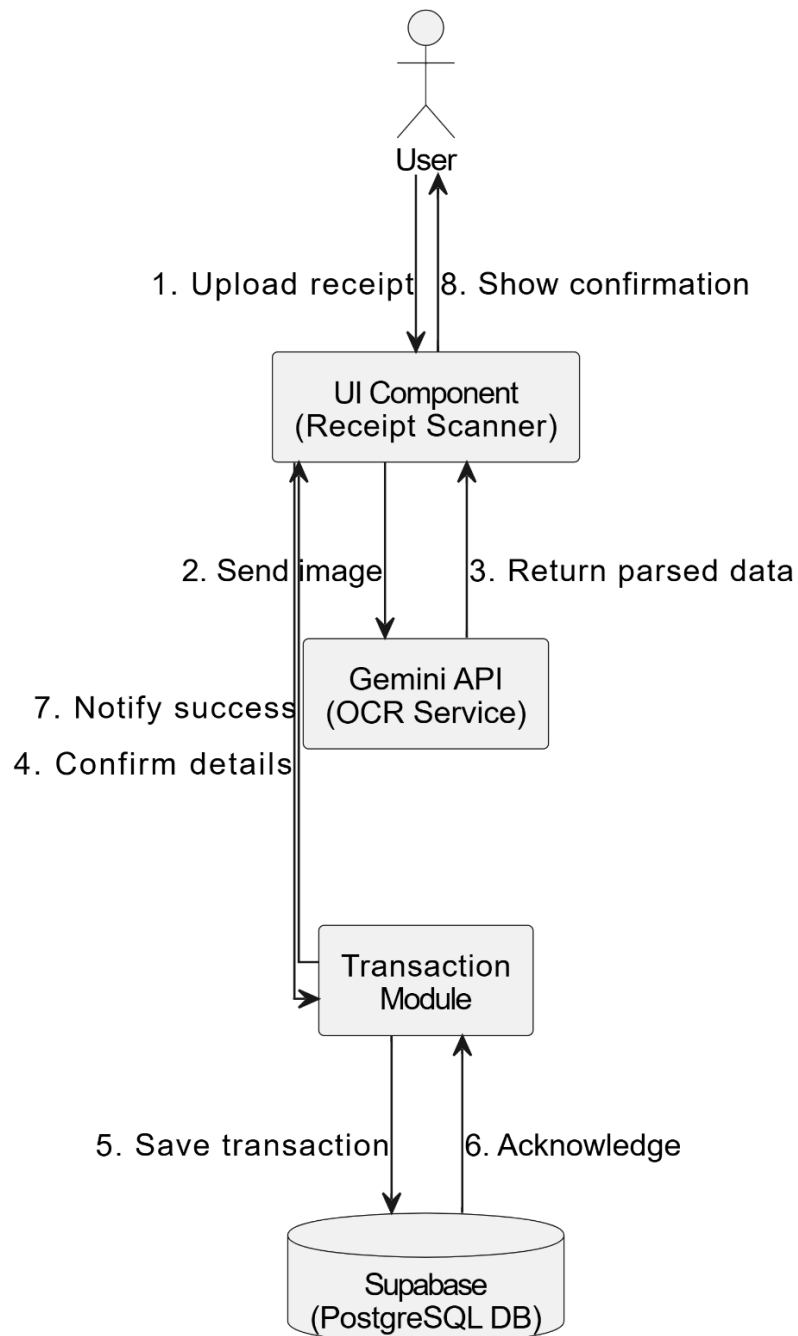 User
1. Upload receipt
8. Show confirmation
UI Component
(Receipt Scanner)
2. Send image
3. Return parsed data
Gemini API
(OCR Service)
7. Notify success
4. Confirm details
Transaction
Module
5. Save transaction
6. Acknowledge
Supabase
(PostgreSQL DB)